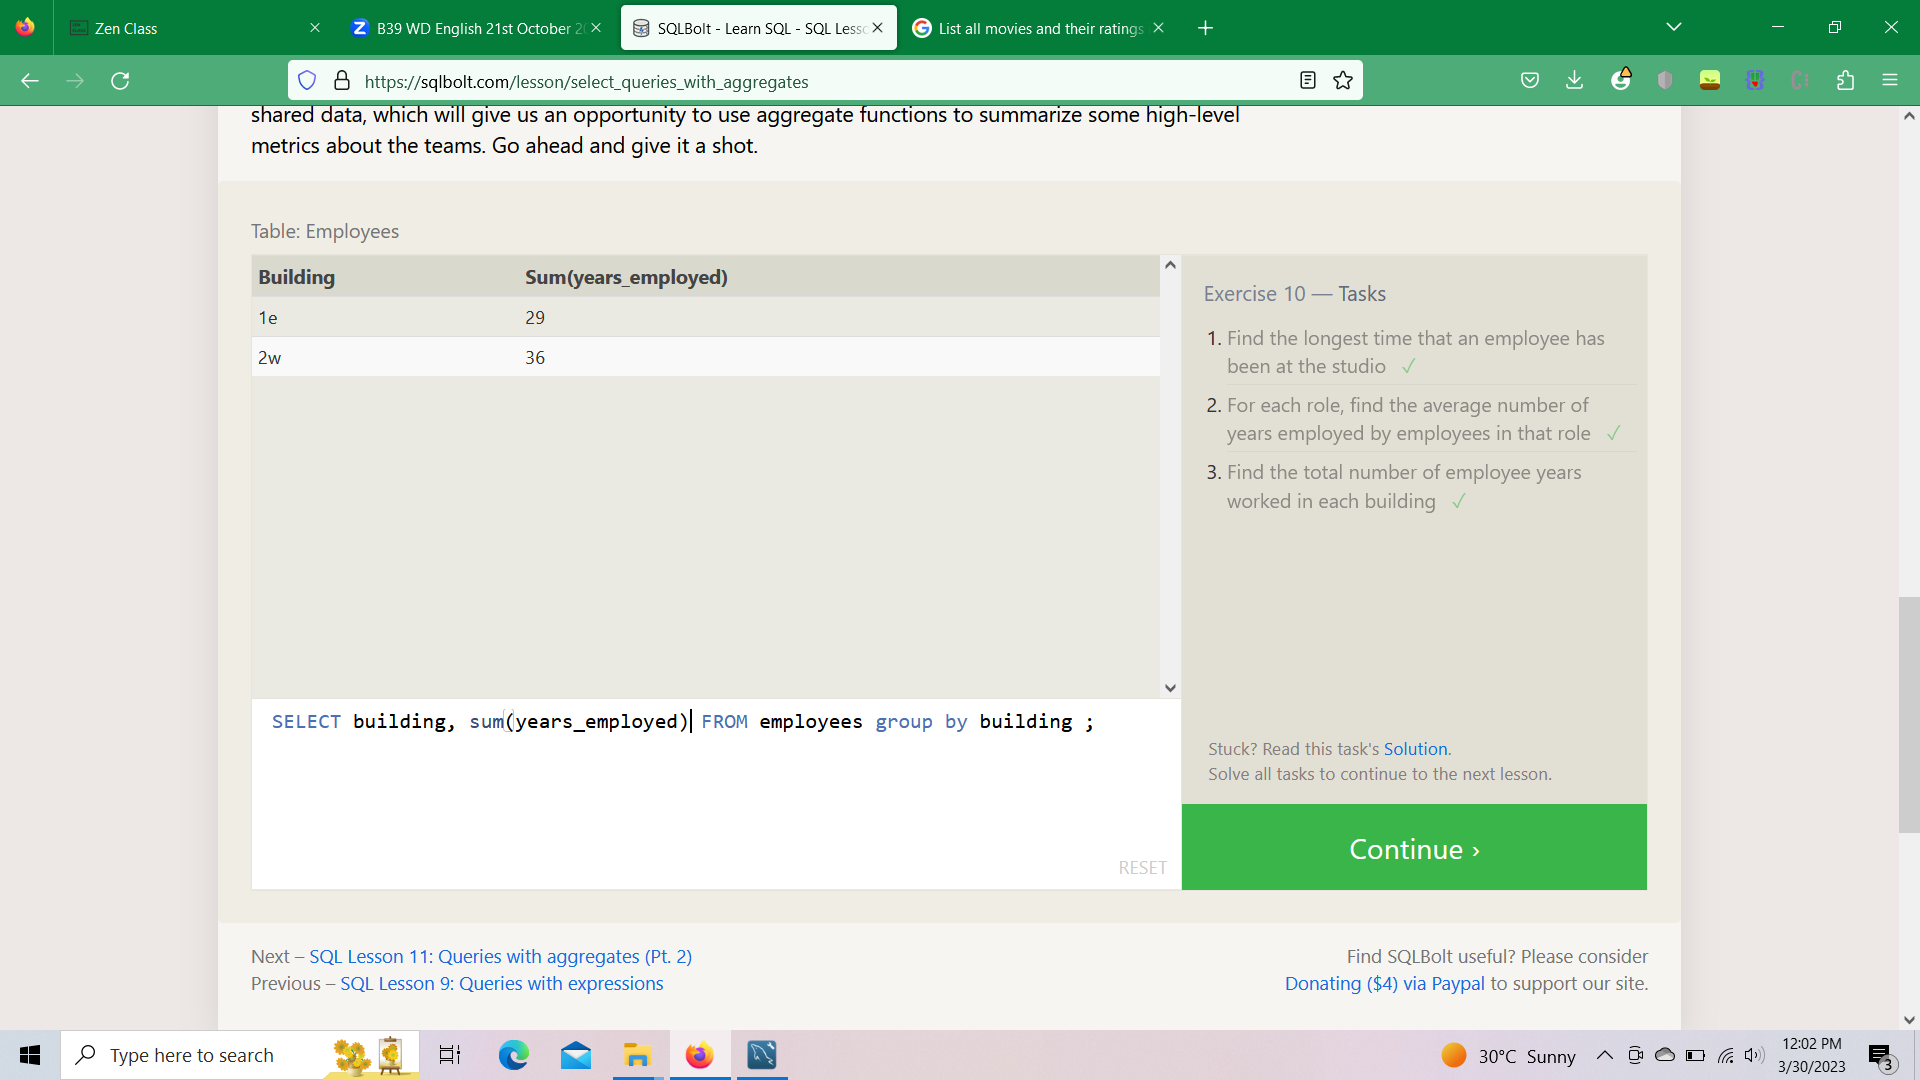 Zen Class
B39 WD English 21st October 20
SQLBolt - Learn SQL - SQL Lesso
List all movies and their ratings
https://sqlbolt.com/lesson/select_queries_with_aggregates
shared data, which will give us an opportunity to use aggregate functions to summarize some high-level
metrics about the teams. Go ahead and give it a shot.
Table: Employees
Building Sum(years_employed)
1e 29
2w 36
Exercise 10 — Tasks
1. Find the longest time that an employee has
been at the studio ✓
2. For each role, find the average number of
years employed by employees in that role ✓
3. Find the total number of employee years
worked in each building ✓
SELECT building, sum(years_employed) FROM employees group by building ;
RESET
Stuck? Read this task's Solution.
Solve all tasks to continue to the next lesson.
Continue ›
Next – SQL Lesson 11: Queries with aggregates (Pt. 2)
Previous – SQL Lesson 9: Queries with expressions
Find SQLBolt useful? Please consider
Donating ($4) via Paypal to support our site.
Type here to search
30°C Sunny
12:02 PM
3/30/2023
3